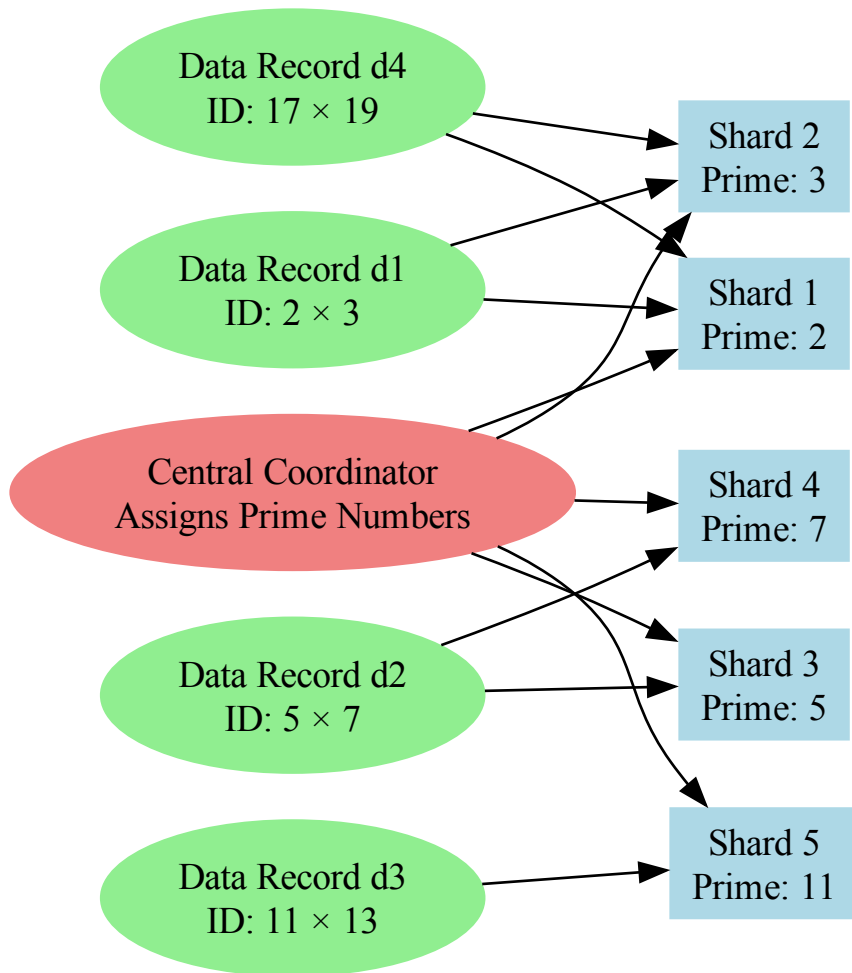 Data Record d4
ID: 17 × 19
Shard 2
Prime: 3
Data Record d1
ID: 2 × 3
Shard 1
Prime: 2
Central Coordinator
Assigns Prime Numbers
Shard 4
Prime: 7
Data Record d2
ID: 5 × 7
Shard 3
Prime: 5
Data Record d3
ID: 11 × 13
Shard 5
Prime: 11